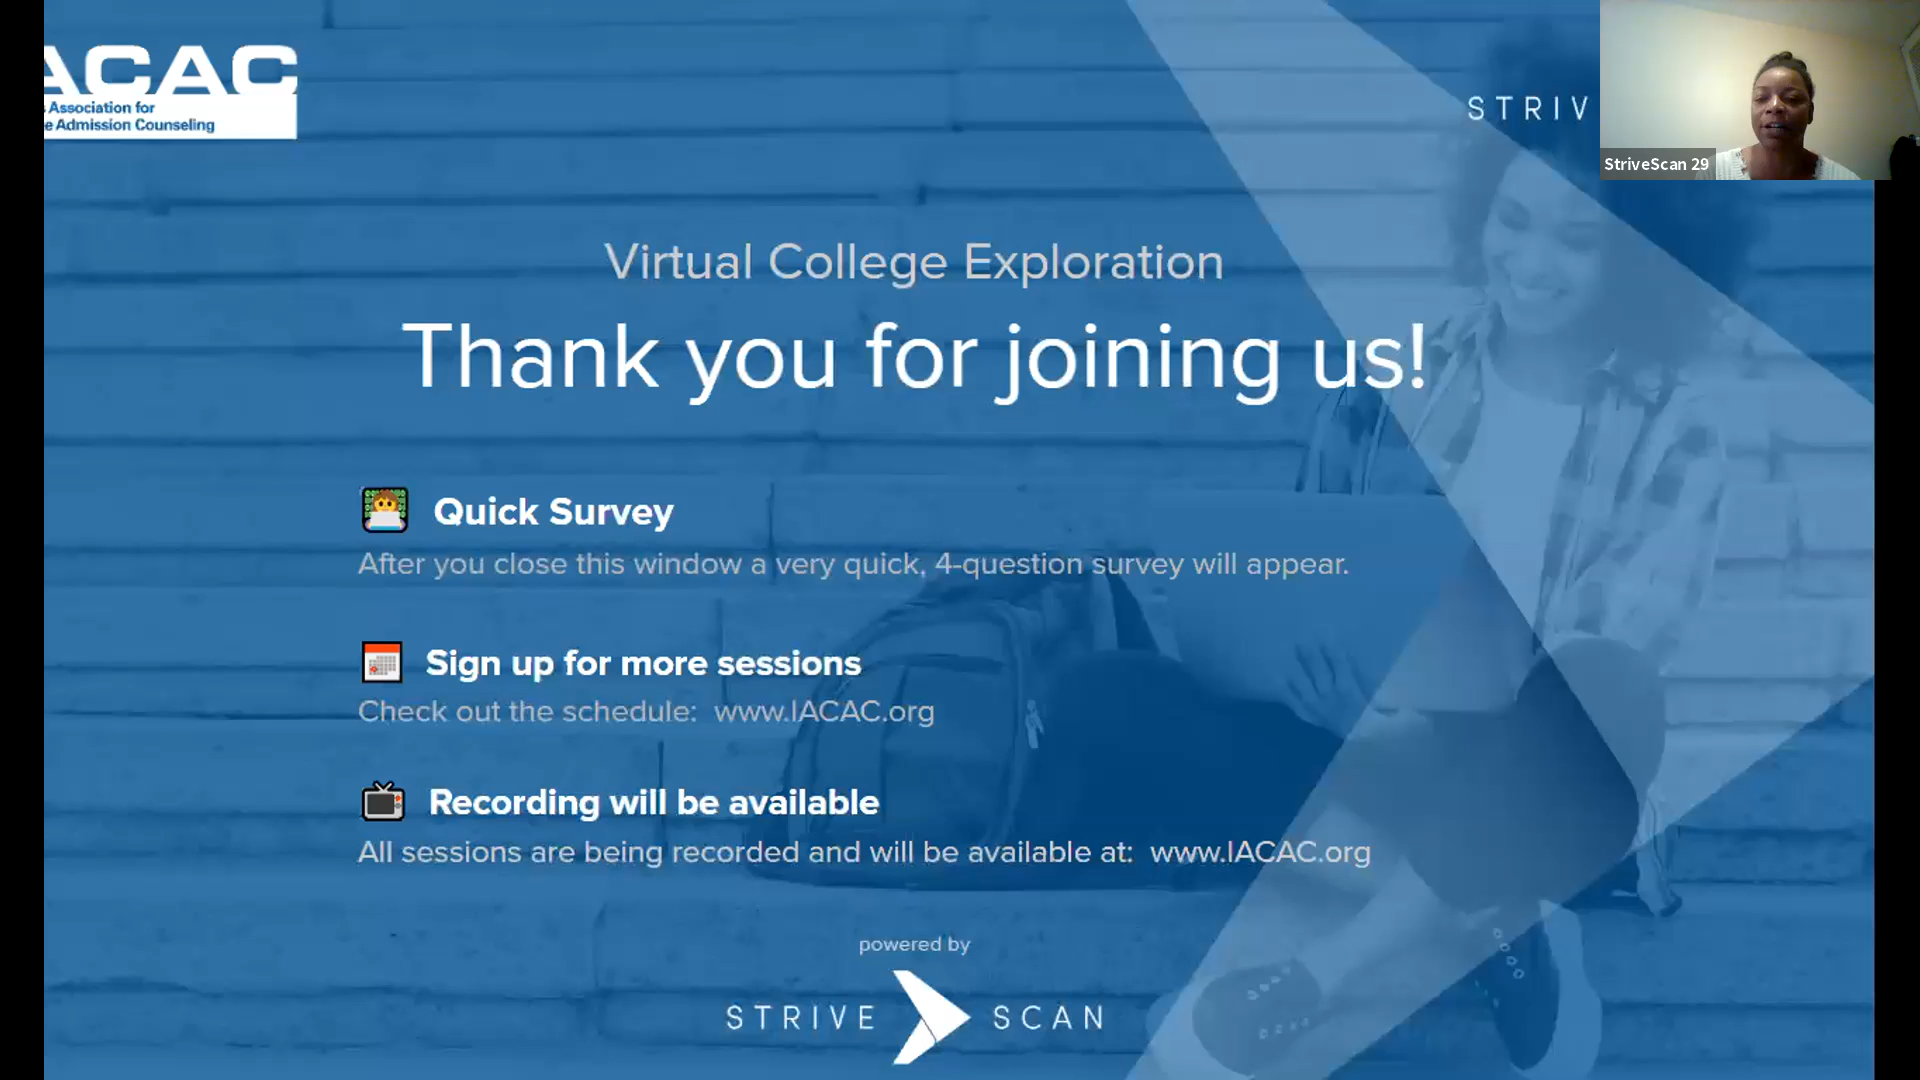 ACAC
s Association for
e Admission Counseling
STRIV
StriveScan 29
Virtual College Exploration
Thank you for joining us!
Quick Survey
After you close this window a very quick, 4-question survey will appear.
Sign up for more sessions
Check out the schedule: www.IACAC.org
Recording will be available
All sessions are being recorded and will be available at: www.IACAC.org
powered by
STRIVE SCAN